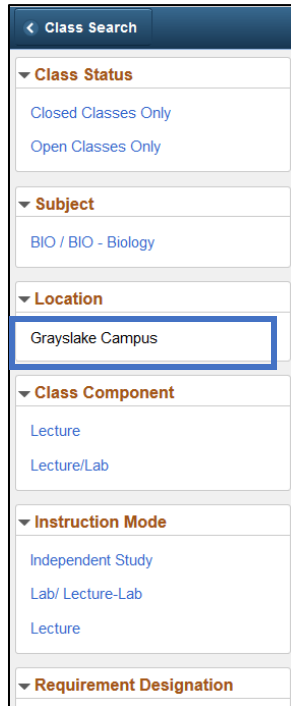 Class Search
Class Status
Closed Classes Only
Open Classes Only
Subject
BIO / BIO - Biology
Location
Grayslake Campus
Class Component
Lecture
Lecture/Lab
Instruction Mode
Independent Study
Lab/ Lecture-Lab
Lecture
Requirement Designation